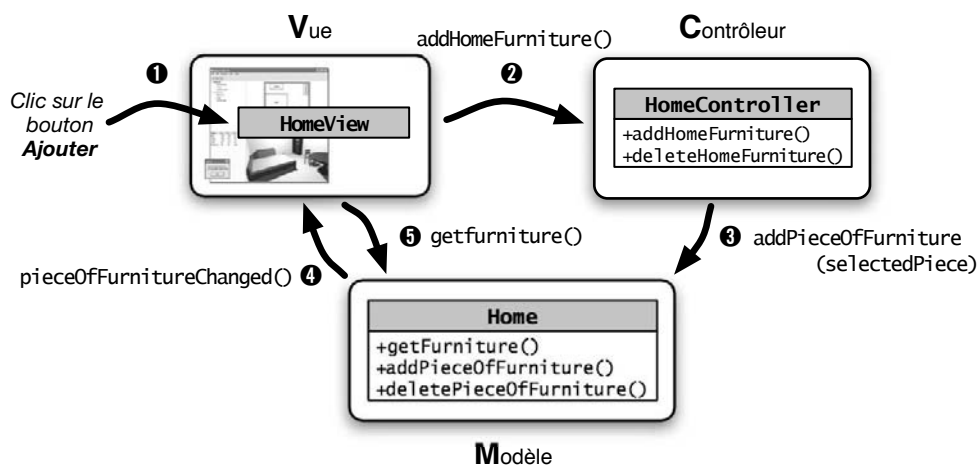 Vue
addHomeFurniture()
Contrôleur
❶
❷
Clic sur le
bouton
Ajouter
HomeView
HomeController
+addHomeFurniture()
+deleteHomeFurniture()
❺ getfurniture()
❸ addPieceOfFurniture
(selectedPiece)
pieceOfFurnitureChanged() ❹
Home
+getFurniture()
+addPieceOfFurniture()
+deletePieceOfFurniture()
Modèle